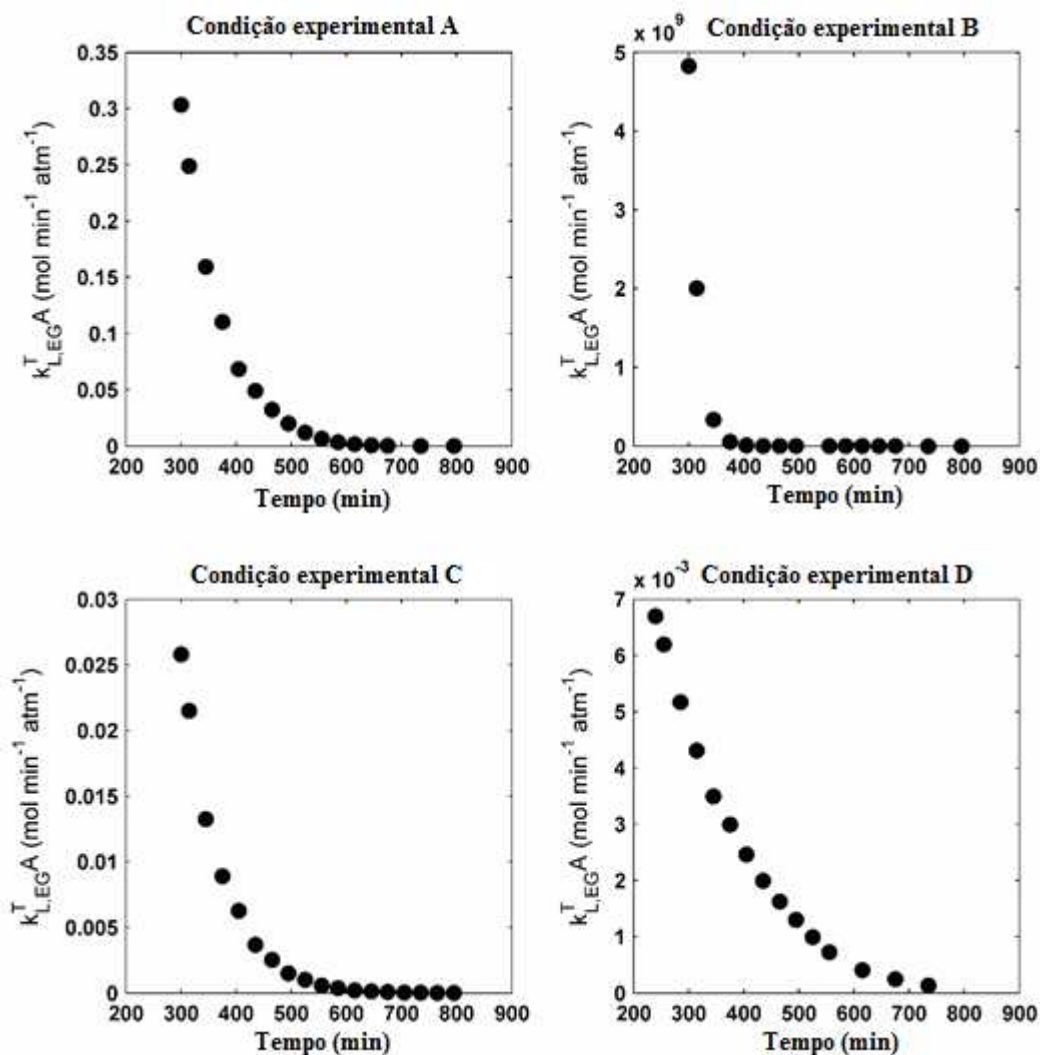 Condição experimental A
0.35
0.3
0.25
0.2
0.15
0.1
0.05
0
200 300 400 500 600 700 800 900
Tempo (min)
k^T_L,EG A (mol min^-1 atm^-1)
Condição experimental B
x 10^9
5
4
3
2
1
0
200 300 400 500 600 700 800 900
Tempo (min)
k^T_L,EG A (mol min^-1 atm^-1)
Condição experimental C
0.03
0.025
0.02
0.015
0.01
0.005
0
200 300 400 500 600 700 800 900
Tempo (min)
k^T_L,EG A (mol min^-1 atm^-1)
Condição experimental D
x 10^-3
7
6
5
4
3
2
1
0
200 300 400 500 600 700 800 900
Tempo (min)
k^T_L,EG A (mol min^-1 atm^-1)